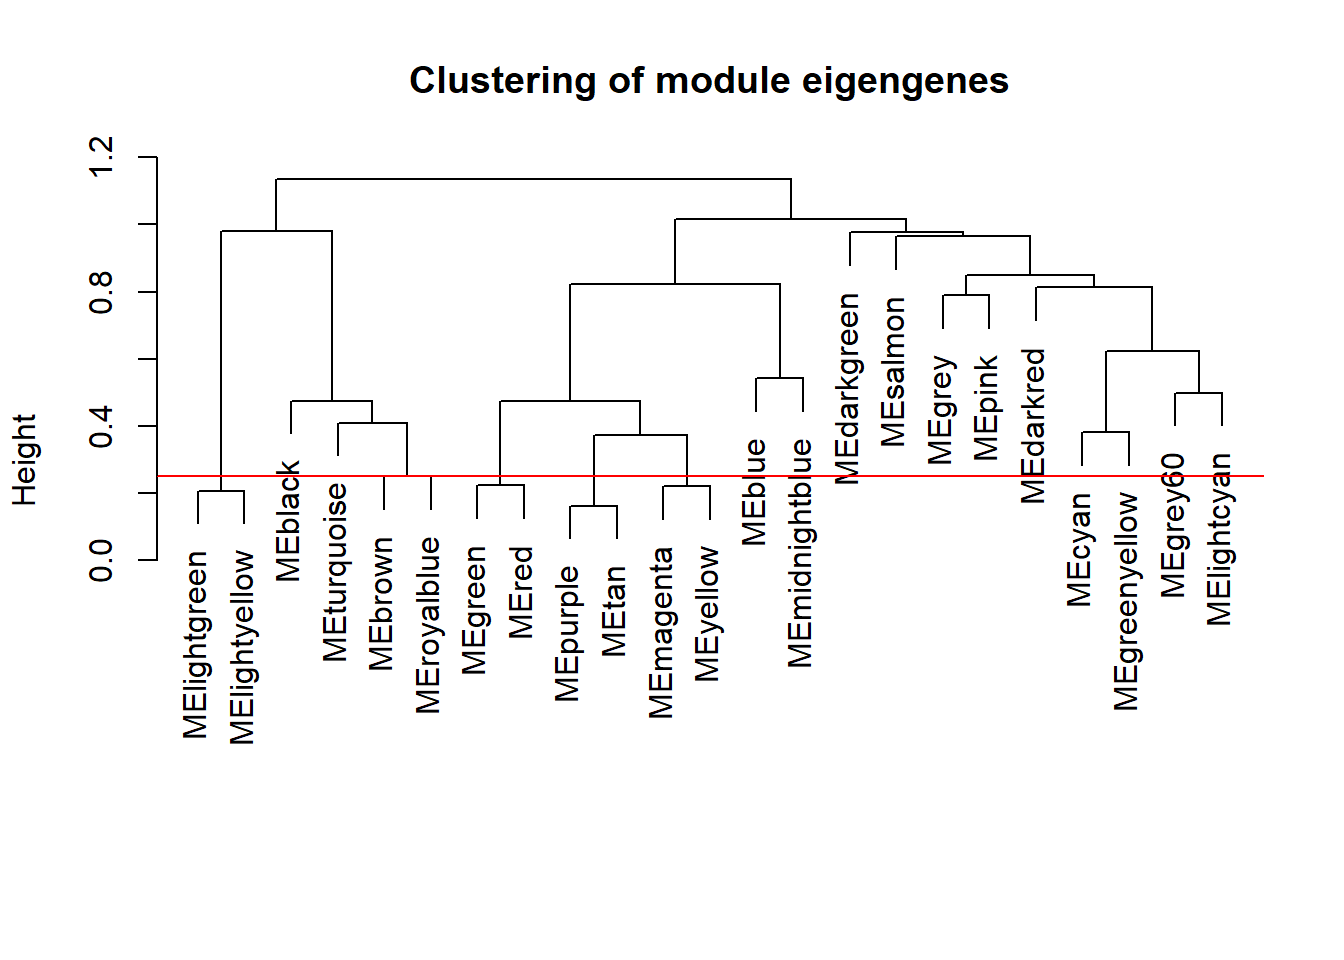 Clustering of module eigengenes
Height
1.2
0.8
0.4
0.0
MElightgreen
MElightyellow
MEblack
MEturquoise
MEbrown
MEroyalblue
MEgreen
MEred
MEpurple
MEtan
MEmagenta
MEyellow
MEblue
MEmidnightblue
MEdarkgreen
MEsalmon
MEgrey
MEpink
MEdarkred
MEcyan
MEgreenyellow
MEgrey60
MElightcyan